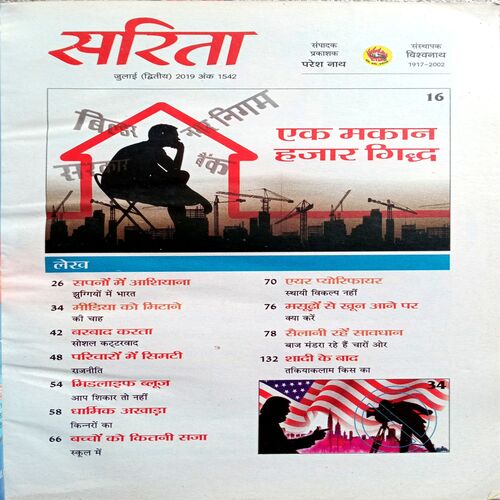 सरिता
जुलाई (द्वितीय) 2019 अंक 1542
संपादक
प्रकाशक
परेश नाथ
संस्थापक
विश्वनाथ
1917-2002
16
बिल्डर
नगर निगम
सरकार
बैंक
एक मकान
हजार गिद्ध
लेख
26 सपनों में आशियाना
झुग्गियों में भारत
34 मीडिया को मिटाने
की चाह
42 बरबाद करता
सोशल कट्टरवाद
48 परिवारों में सिमटी
राजनीति
54 मिडलाइफ ब्लूज
आप शिकार तो नहीं
58 धार्मिक अखाड़ा
किन्नरों का
66 बच्चों को कितनी सजा
स्कूल में
70 एयर प्योरिफायर
स्थायी विकल्प नहीं
76 मसूढ़ों से खून आने पर
क्या करें
78 सैलानी रहें सावधान
बाज मंडरा रहे हैं चारों ओर
132 शादी के बाद
तकियाकलाम किस का
34